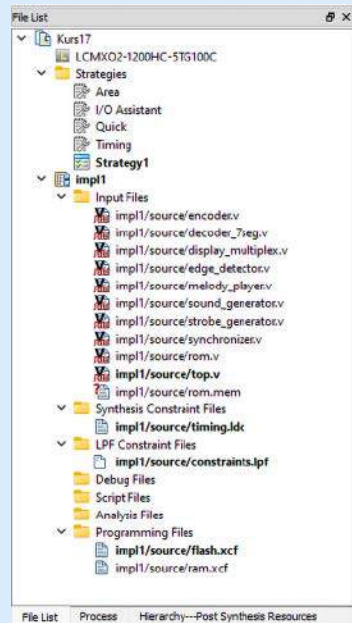 File List
Kurs17
LCMXO2-1200HC-5TG100C
Strategies
Area
I/O Assistant
Quick
Timing
Strategy1
impl1
Input Files
impl1/source/encoder.v
impl1/source/decoder_7seg.v
impl1/source/display_multiplex.v
impl1/source/edge_detector.v
impl1/source/melody_player.v
impl1/source/sound_generator.v
impl1/source/strobe_generator.v
impl1/source/synchronizer.v
impl1/source/rom.v
impl1/source/top.v
impl1/source/rom.mem
Synthesis Constraint Files
impl1/source/timing.ldc
LPF Constraint Files
impl1/source/constraints.lpf
Debug Files
Script Files
Analysis Files
Programming Files
impl1/source/flash.xcf
impl1/source/ram.xcf
File List Process Hierarchy---Post Synthesis Resources